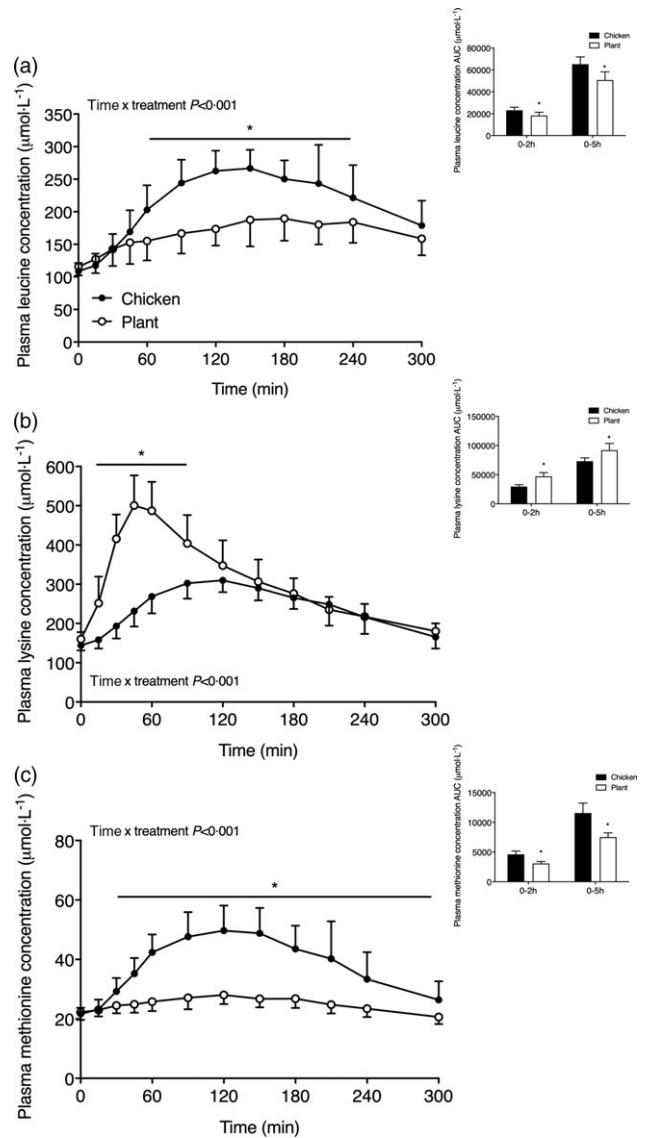 (a)
Time x treatment P<0·001
*
Plasma leucine concentration (μmol·L⁻¹)
350
300
250
200
150
100
50
0
Chicken
Plant
0 60 120 180 240 300
Time (min)
Chicken
Plant
Plasma leucine concentration AUC (μmol·L⁻¹)
80000
60000
40000
20000
0
* *
0-2h 0-5h
(b)
*
Plasma lysine concentration (μmol·L⁻¹)
600
500
400
300
200
100
0
Time x treatment P<0·001
0 60 120 180 240 300
Time (min)
Chicken
Plant
Plasma lysine concentration AUC (μmol·L⁻¹)
150000
100000
50000
0
* *
0-2h 0-5h
(c)
Time x treatment P<0·001
*
Plasma methionine concentration (μmol·L⁻¹)
80
60
40
20
0
0 60 120 180 240 300
Time (min)
Chicken
Plant
Plasma methionine concentration AUC (μmol·L⁻¹)
15000
10000
5000
0
* *
0-2h 0-5h